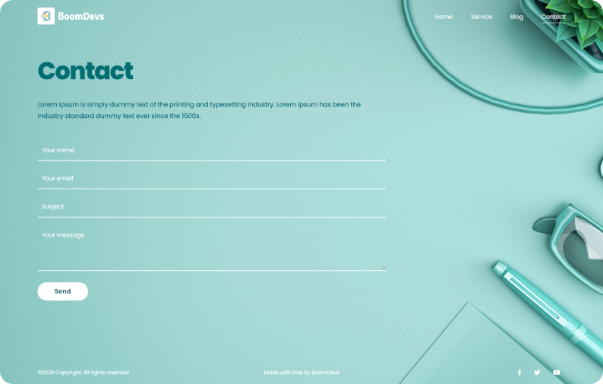 BoomDevs
Home Service Blog Contact
Contact
Lorem Ipsum is simply dummy text of the printing and typesetting industry. Lorem Ipsum has been the
industry standard dummy text ever since the 1500s.
Your name
Your email
Subject
Your message
Send
©2020 Copyright, All rights reserved Made with love by BoomDevs